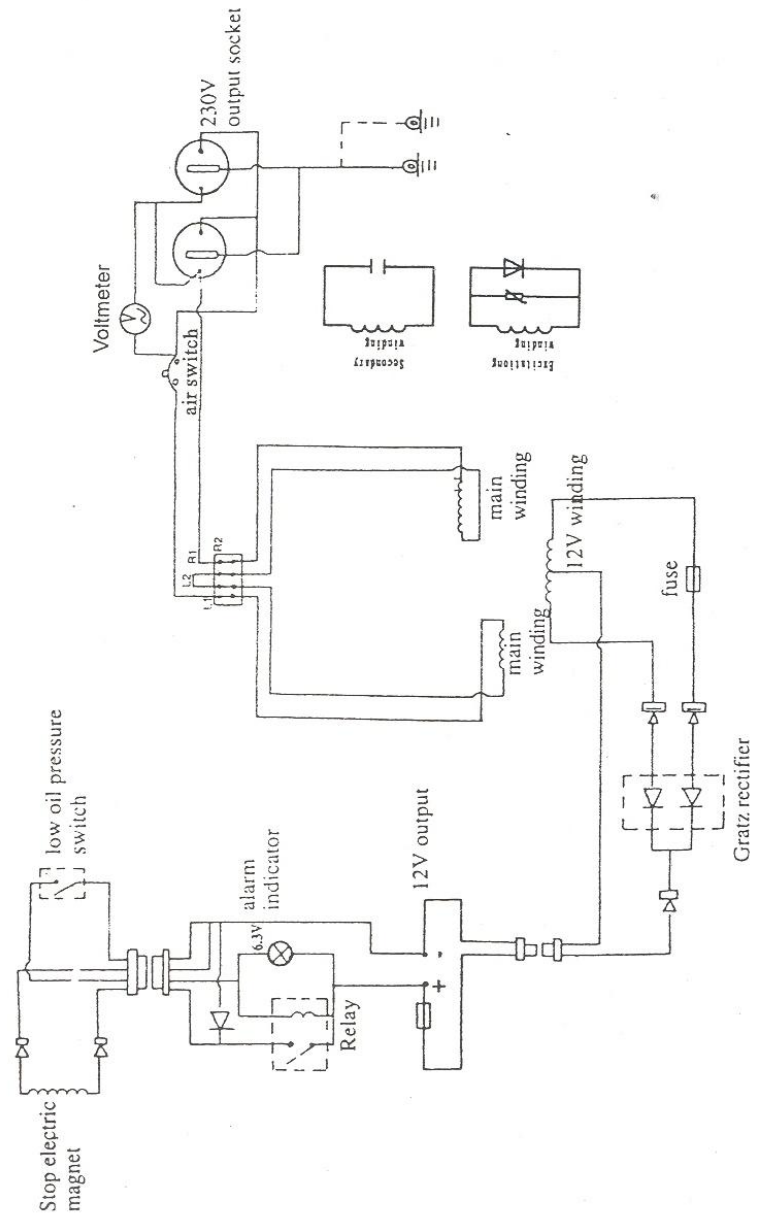 Stop electric
magnet
low oil pressure
switch
alarm
indicator
6.3V
Relay
12V output
+
-
Gratz rectifier
fuse
12V winding
main
winding
main
winding
L1
L2
R1
R2
air switch
Voltmeter
V
230V
output socket
Secondary
winding
Excitationg
winding